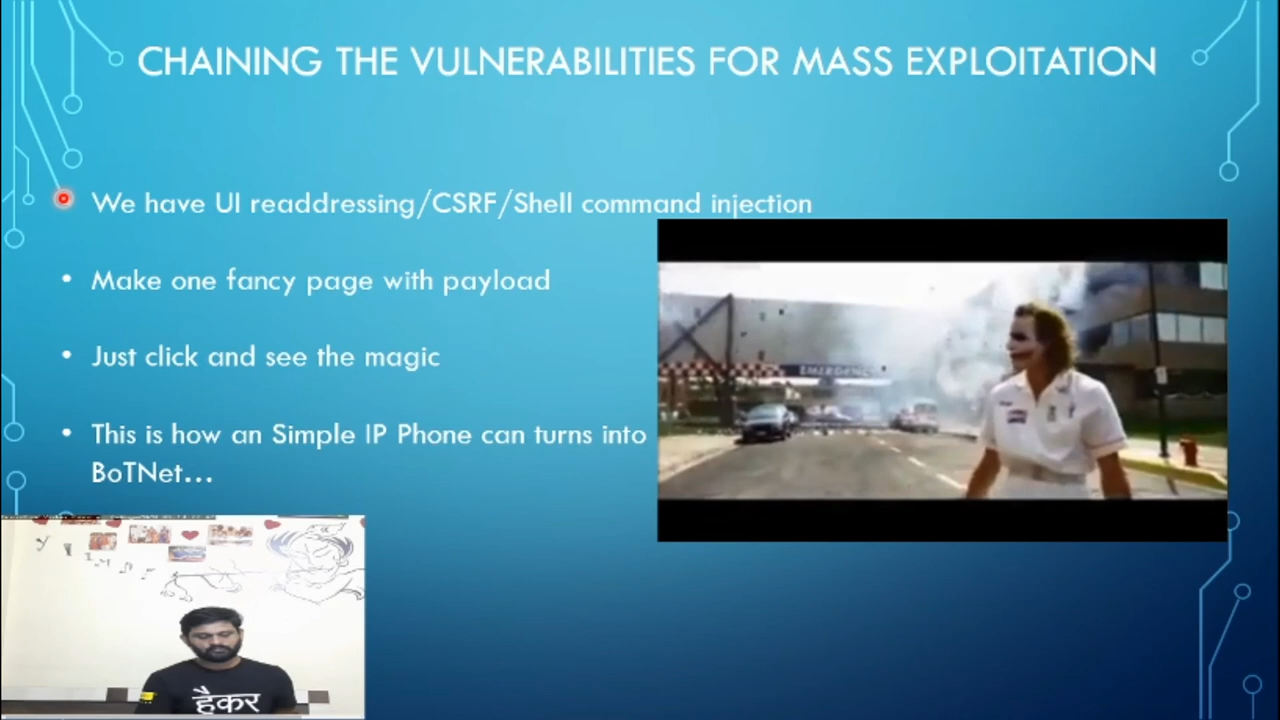 CHAINING THE VULNERABILITIES FOR MASS EXPLOITATION
We have UI readdressing/CSRF/Shell command injection
Make one fancy page with payload
Just click and see the magic
This is how an Simple IP Phone can turns into
BoTNet...
EMERGENCY
हैकर